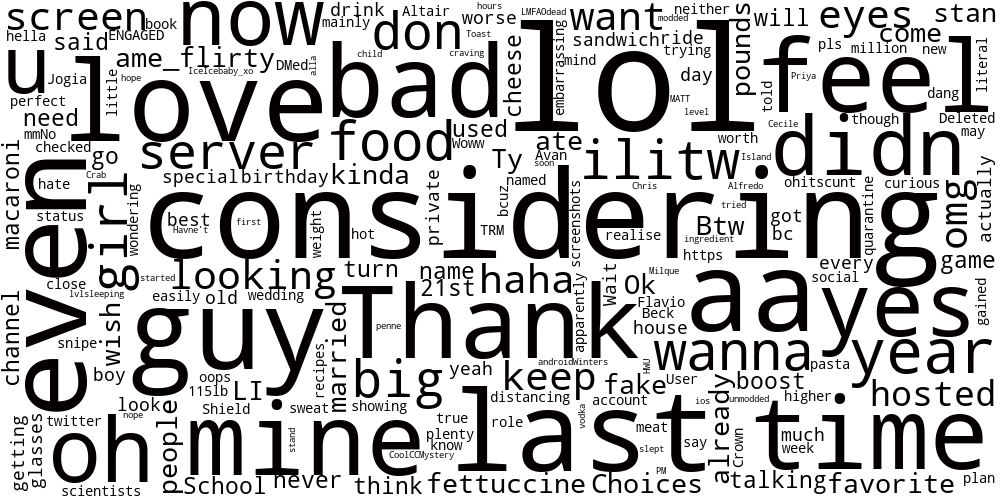 screen
hella
book
said
ENGAGED
now
drink
mainly
Altair
don
hours
LMFAOdead
Toast
worse
want
modded
neither
sandwich
ride
trying
mind
pounds
will
eyes
come
stan
pls
million
new
literal
u
Jogia
little
ame_flirty
DMed
IceIcebaby_xo
alla
hope
child
craving
cheese
embarrassing
lol
day
MATT
level
told
Priya
feel
dang
Deleted
may
perfect
need
mmNo
checked
love
bad
server
food
used
Woww
ate
Ty
Avan
soon
named
ilitw
worth
Island
Cecile
though
didn
ohitscunt
curious
actually
macaroni
go
Crab
hate
status
close
girl
wondering
specialbirthday
kinda
private
bcuz
TRM
screenshots
Chris
Alfredo
tried
realise
ingredient
Btw
got
bc
https
quarantine
omg
game
even
considering
best
Havne't
first
weight
hot
started
lvlsleeping
easily
old
looking
wedding
turn
name
21st
haha
apparently
Wait
Ok
Milque
Flavio
Beck
house
aa
every
social
yes
gained
channel
snipe
wish
boy
guy
oops
115lb
LI
recipes
married
Thank
penne
androidWinters
HWU
wanna
pasta
year
big
yeah
keep
fake
User
boost
unmodded
higher
hosted
getting
glasses
twitter
scientists
oh
look
nope
people
Shield
mine
sweat
stand
showing
CoolCCMystery
true
plenty
know
distancing
role
last
vodka
account
meat
slept
ios
say
PM
already
Crown
time
much
week
School
never
think
fettuccine
Choices
talking
favorite
plan